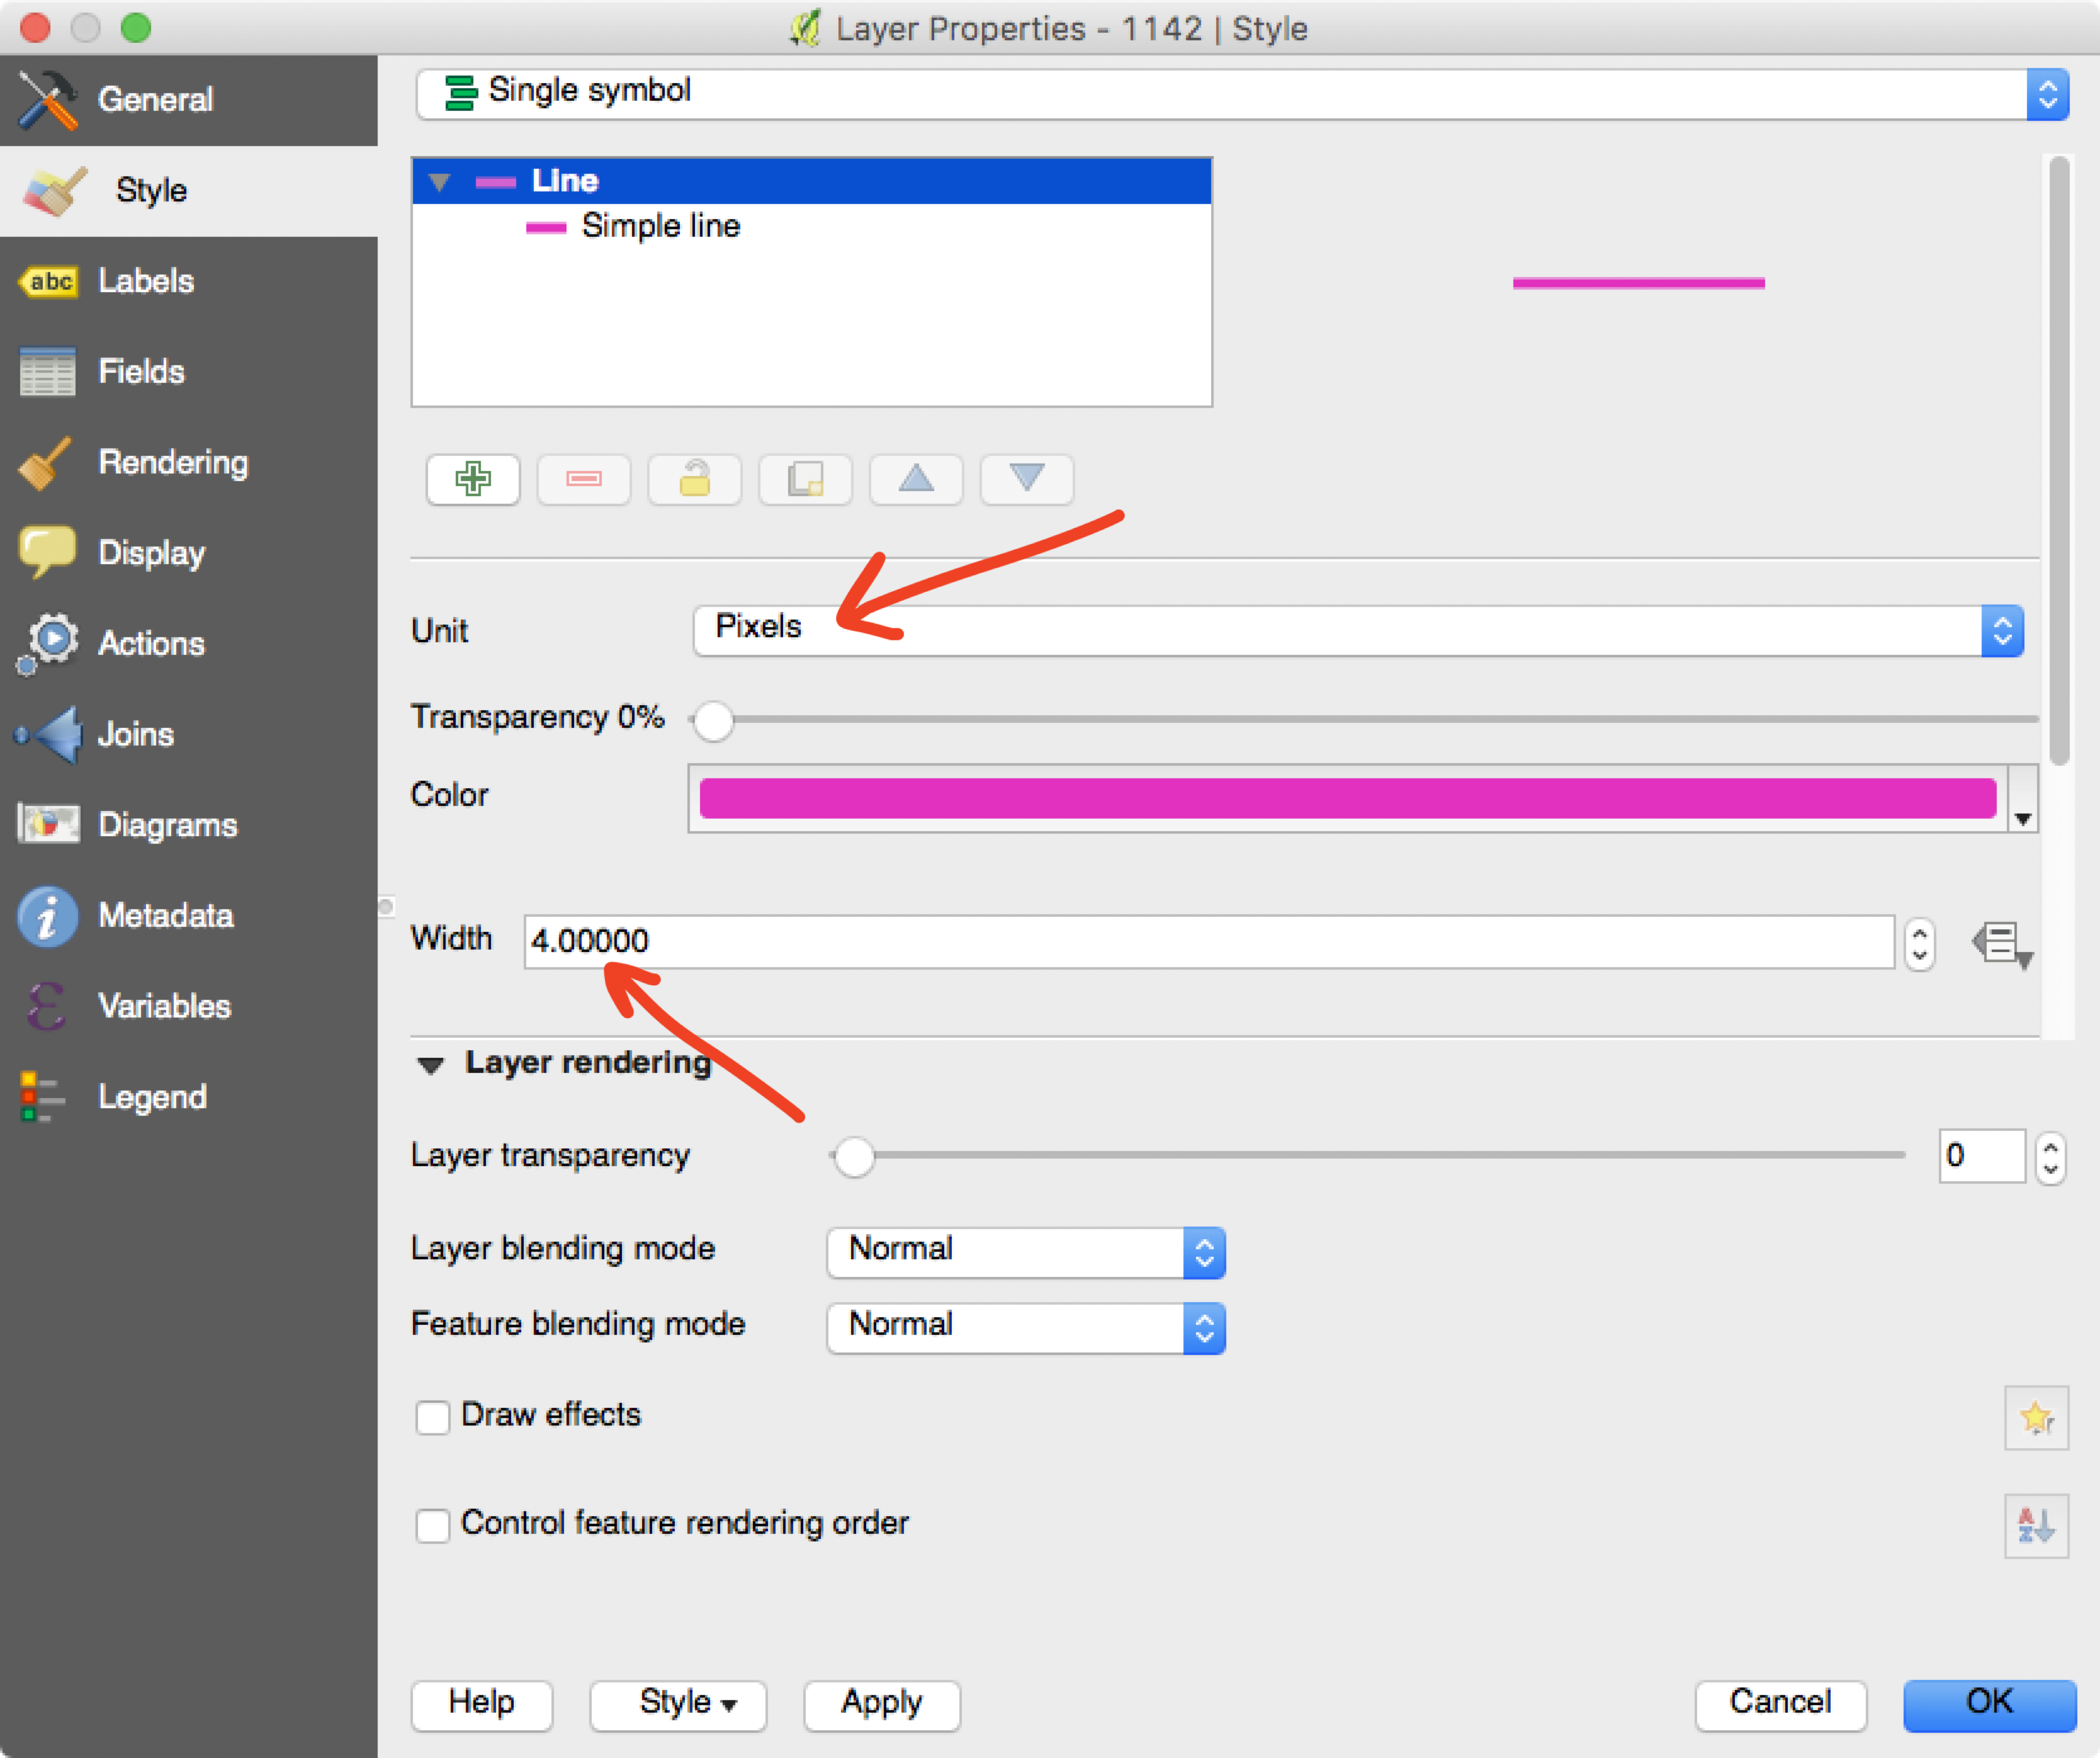 Layer Properties - 1142 | Style
General
Style
abc Labels
Fields
Rendering
Display
Actions
Joins
Diagrams
Metadata
Variables
Legend
Single symbol
Line
Simple line
Unit Pixels
Transparency 0%
Color
Width 4.00000
Layer rendering
Layer transparency 0
Layer blending mode Normal
Feature blending mode Normal
Draw effects
Control feature rendering order
A
Z
Help Style Apply Cancel OK